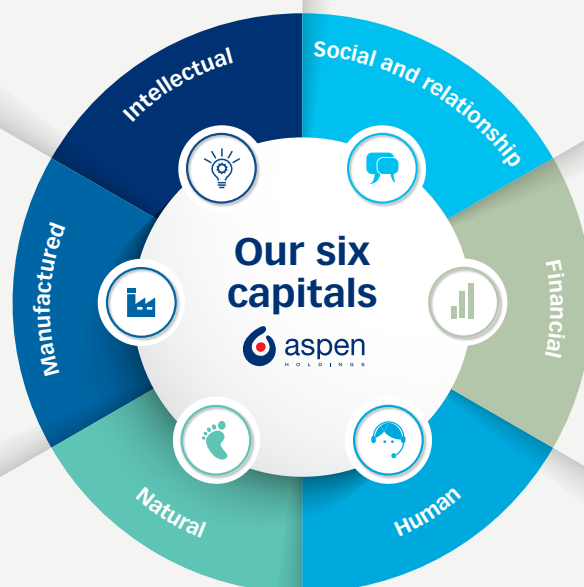 Intellectual
Social and relationship
Manufactured
Our six
capitals
Financial
aspen
HOLDINGS
Natural
Human